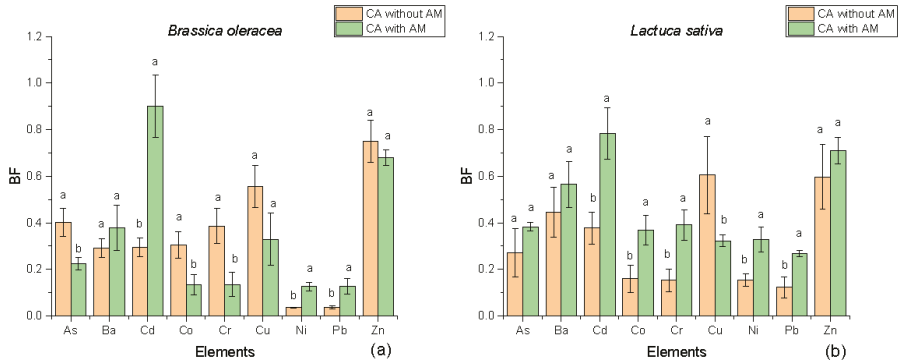 CA without AM
CA with AM
Brassica oleracea
BF
1.2
1.0
0.8
0.6
0.4
0.2
0.0
a b a a b a a b a b a a b a b a a a
As Ba Cd Co Cr Cu Ni Pb Zn
Elements
(a)
CA without AM
CA with AM
Lactuca sativa
BF
1.2
1.0
0.8
0.6
0.4
0.2
0.0
a a a a b a b a b a a b b a b a a a
As Ba Cd Co Cr Cu Ni Pb Zn
Elements
(b)